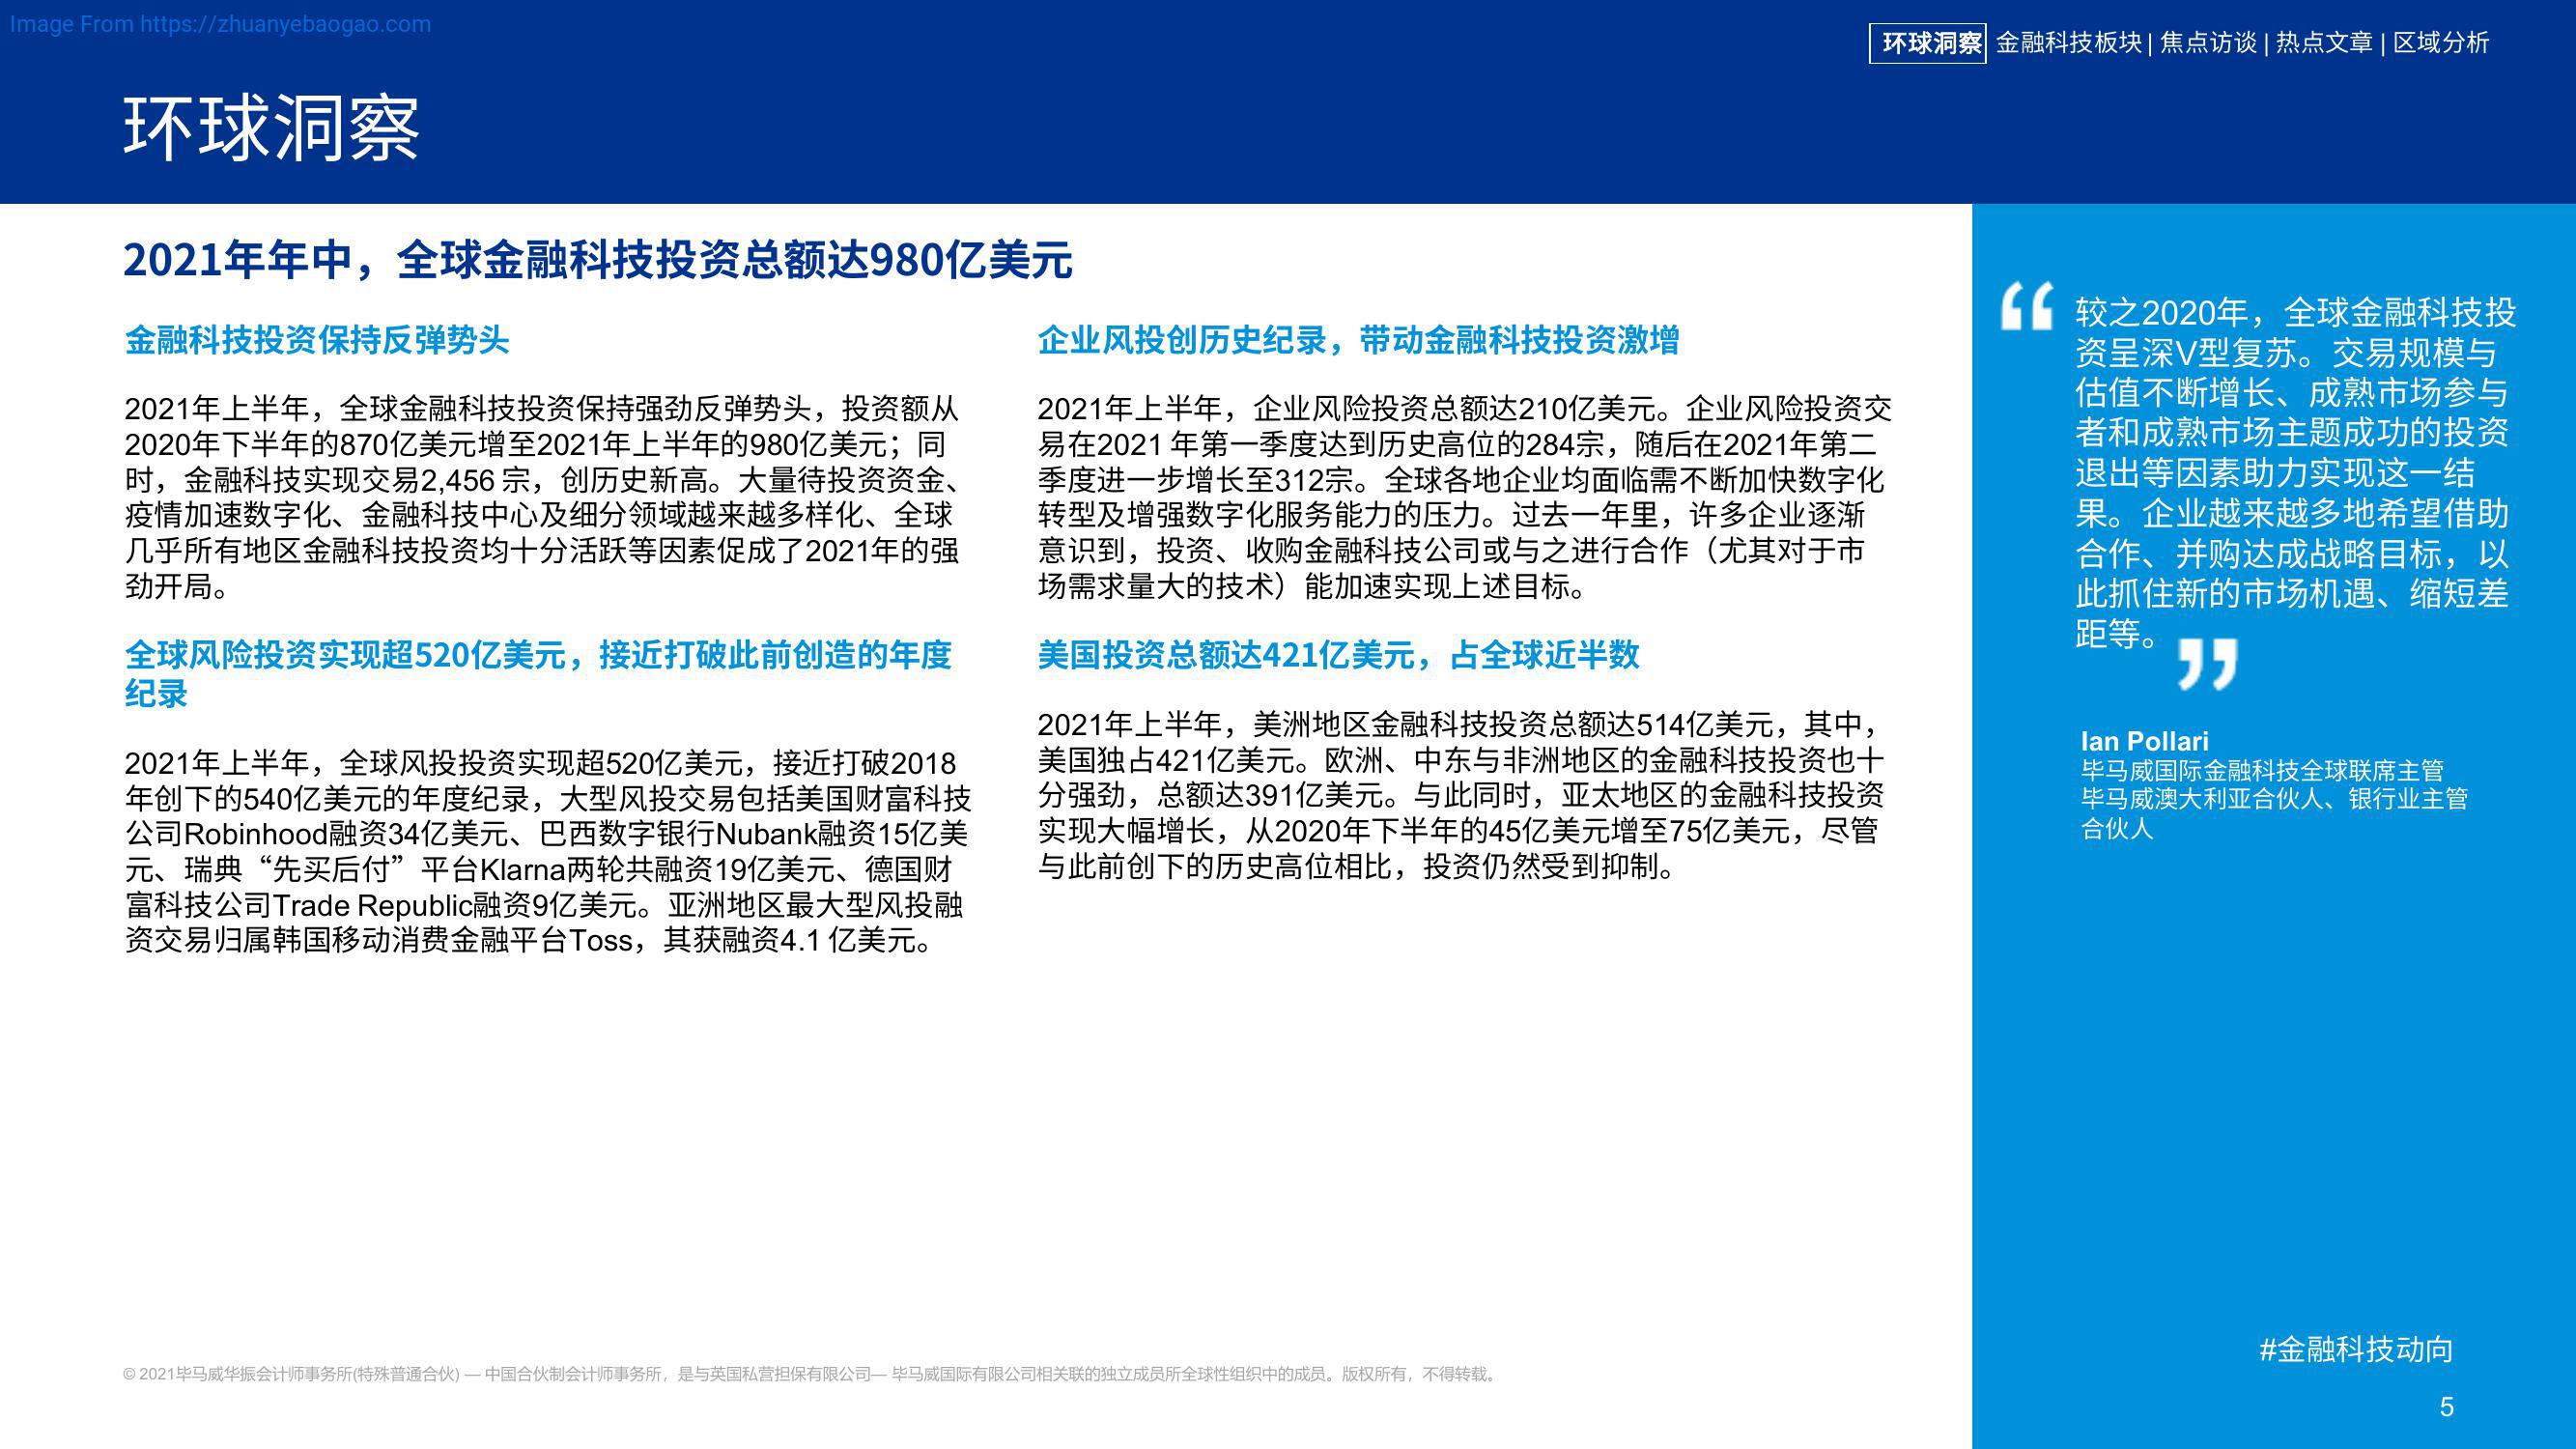 Image From https://zhuanyebaogao.com
环球洞察 金融科技板块 | 焦点访谈 | 热点文章 | 区域分析
环球洞察
2021年年中，全球金融科技投资总额达980亿美元
金融科技投资保持反弹势头
2021年上半年，全球金融科技投资保持强劲反弹势头，投资额从
2020年下半年的870亿美元增至2021年上半年的980亿美元；同
时，金融科技实现交易2,456 宗，创历史新高。大量待投资资金、
疫情加速数字化、金融科技中心及细分领域越来越多样化、全球
几乎所有地区金融科技投资均十分活跃等因素促成了2021年的强
劲开局。
全球风险投资实现超520亿美元，接近打破此前创造的年度
纪录
2021年上半年，全球风投投资实现超520亿美元，接近打破2018
年创下的540亿美元的年度纪录，大型风投交易包括美国财富科技
公司Robinhood融资34亿美元、巴西数字银行Nubank融资15亿美
元、瑞典“先买后付”平台Klarna两轮共融资19亿美元、德国财
富科技公司Trade Republic融资9亿美元。亚洲地区最大型风投融
资交易归属韩国移动消费金融平台Toss，其获融资4.1 亿美元。
企业风投创历史纪录，带动金融科技投资激增
2021年上半年，企业风险投资总额达210亿美元。企业风险投资交
易在2021 年第一季度达到历史高位的284宗，随后在2021年第二
季度进一步增长至312宗。全球各地企业均面临需不断加快数字化
转型及增强数字化服务能力的压力。过去一年里，许多企业逐渐
意识到，投资、收购金融科技公司或与之进行合作（尤其对于市
场需求量大的技术）能加速实现上述目标。
美国投资总额达421亿美元，占全球近半数
2021年上半年，美洲地区金融科技投资总额达514亿美元，其中，
美国独占421亿美元。欧洲、中东与非洲地区的金融科技投资也十
分强劲，总额达391亿美元。与此同时，亚太地区的金融科技投资
实现大幅增长，从2020年下半年的45亿美元增至75亿美元，尽管
与此前创下的历史高位相比，投资仍然受到抑制。
“ 较之2020年，全球金融科技投
资呈深V型复苏。交易规模与
估值不断增长、成熟市场参与
者和成熟市场主题成功的投资
退出等因素助力实现这一结
果。企业越来越多地希望借助
合作、并购达成战略目标，以
此抓住新的市场机遇、缩短差
距等。 ”
Ian Pollari
毕马威国际金融科技全球联席主管
毕马威澳大利亚合伙人、银行业主管
合伙人
#金融科技动向
© 2021毕马威华振会计师事务所(特殊普通合伙) — 中国合伙制会计师事务所，是与英国私营担保有限公司— 毕马威国际有限公司相关联的独立成员所全球性组织中的成员。版权所有，不得转载。
5